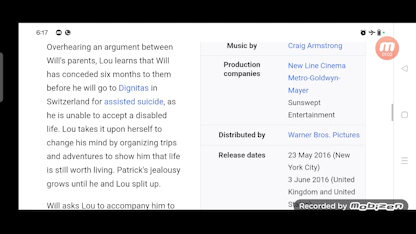 6:17
Overhearing an argument between
Will's parents, Lou learns that Will
has conceded six months to them
before he will go to Dignitas in
Switzerland for assisted suicide, as
he is unable to accept a disabled
life. Lou takes it upon herself to
change his mind by organizing trips
and adventures to show him that life
is still worth living. Patrick's jealousy
grows until he and Lou split up.
Will asks Lou to accompany him to
Music by
Craig Armstrong
Production
companies
New Line Cinema
Metro-Goldwyn-
Mayer
Sunswept
Entertainment
Distributed by
Warner Bros. Pictures
Release dates
23 May 2016 (New
York City)
3 June 2016 (United
Kingdom and United
Recorded by
Mobizen